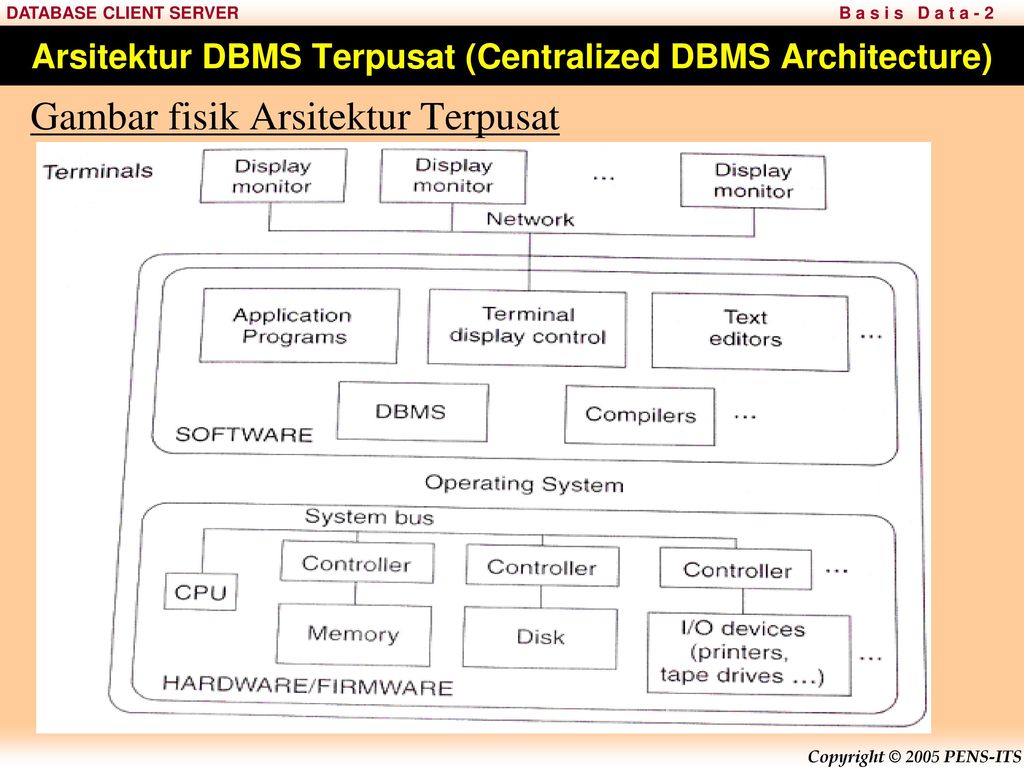 DATABASE CLIENT SERVER
Basis Data-2
Arsitektur DBMS Terpusat (Centralized DBMS Architecture)
Gambar fisik Arsitektur Terpusat
Terminals
Display
monitor
Display
monitor
...
Display
monitor
Network
Application
Programs
Terminal
display control
Text
editors
...
DBMS
Compilers
...
SOFTWARE
Operating System
System bus
Controller
Controller
Controller
...
CPU
Memory
Disk
I/O devices
(printers,
tape drives ...)
...
HARDWARE/FIRMWARE
Copyright © 2005 PENS-ITS